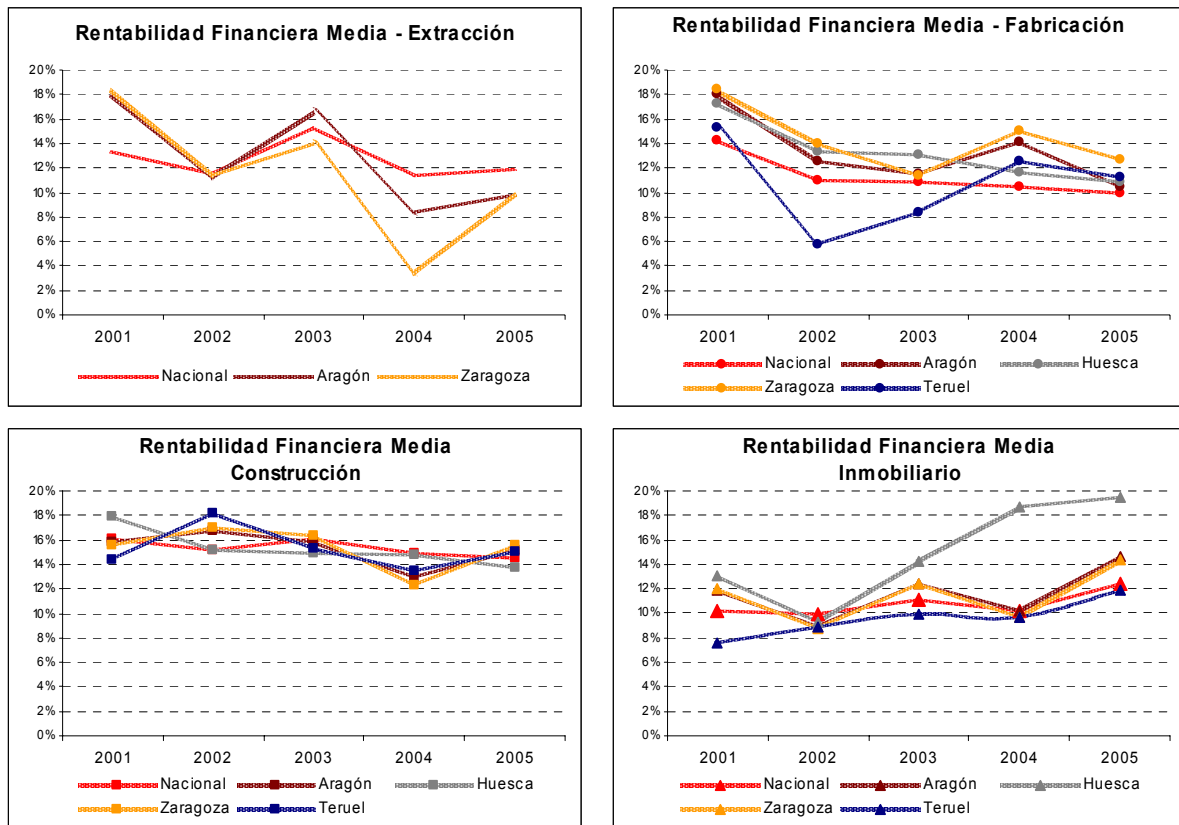 Rentabilidad Financiera Media - Extracción
20%
18%
16%
14%
12%
10%
8%
6%
4%
2%
0%
2001 2002 2003 2004 2005
Nacional Aragón Zaragoza
Rentabilidad Financiera Media - Fabricación
20%
18%
16%
14%
12%
10%
8%
6%
4%
2%
0%
2001 2002 2003 2004 2005
Nacional Aragón Huesca
Zaragoza Teruel
Rentabilidad Financiera Media
Construcción
20%
18%
16%
14%
12%
10%
8%
6%
4%
2%
0%
2001 2002 2003 2004 2005
Nacional Aragón Huesca
Zaragoza Teruel
Rentabilidad Financiera Media
Inmobiliario
20%
18%
16%
14%
12%
10%
8%
6%
4%
2%
0%
2001 2002 2003 2004 2005
Nacional Aragón Huesca
Zaragoza Teruel